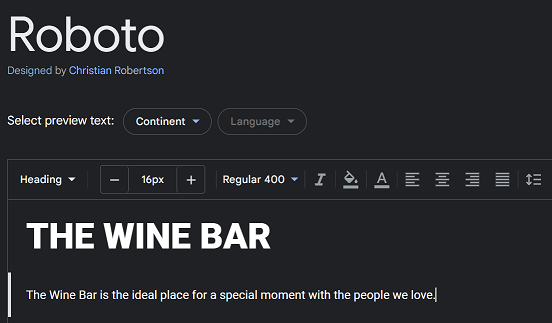 Roboto
Designed by Christian Robertson
Select preview text: Continent Language
Heading − 16px + Regular 400 I A
THE WINE BAR
The Wine Bar is the ideal place for a special moment with the people we love.